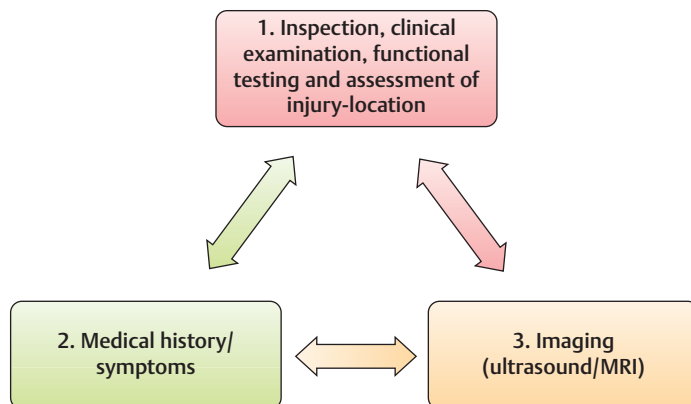 1. Inspection, clinical
examination, functional
testing and assessment of
injury-location
2. Medical history/
symptoms
3. Imaging
(ultrasound/MRI)